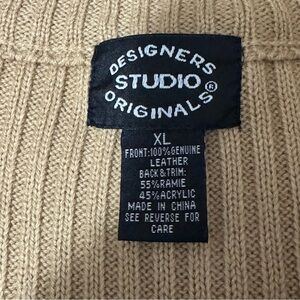 DESIGNERS
STUDIO®
ORIGINALS
XL
FRONT:100%GENUINE
LEATHER
BACK&TRIM:
55%RAMIE
45%ACRYLIC
MADE IN CHINA
SEE REVERSE FOR
CARE